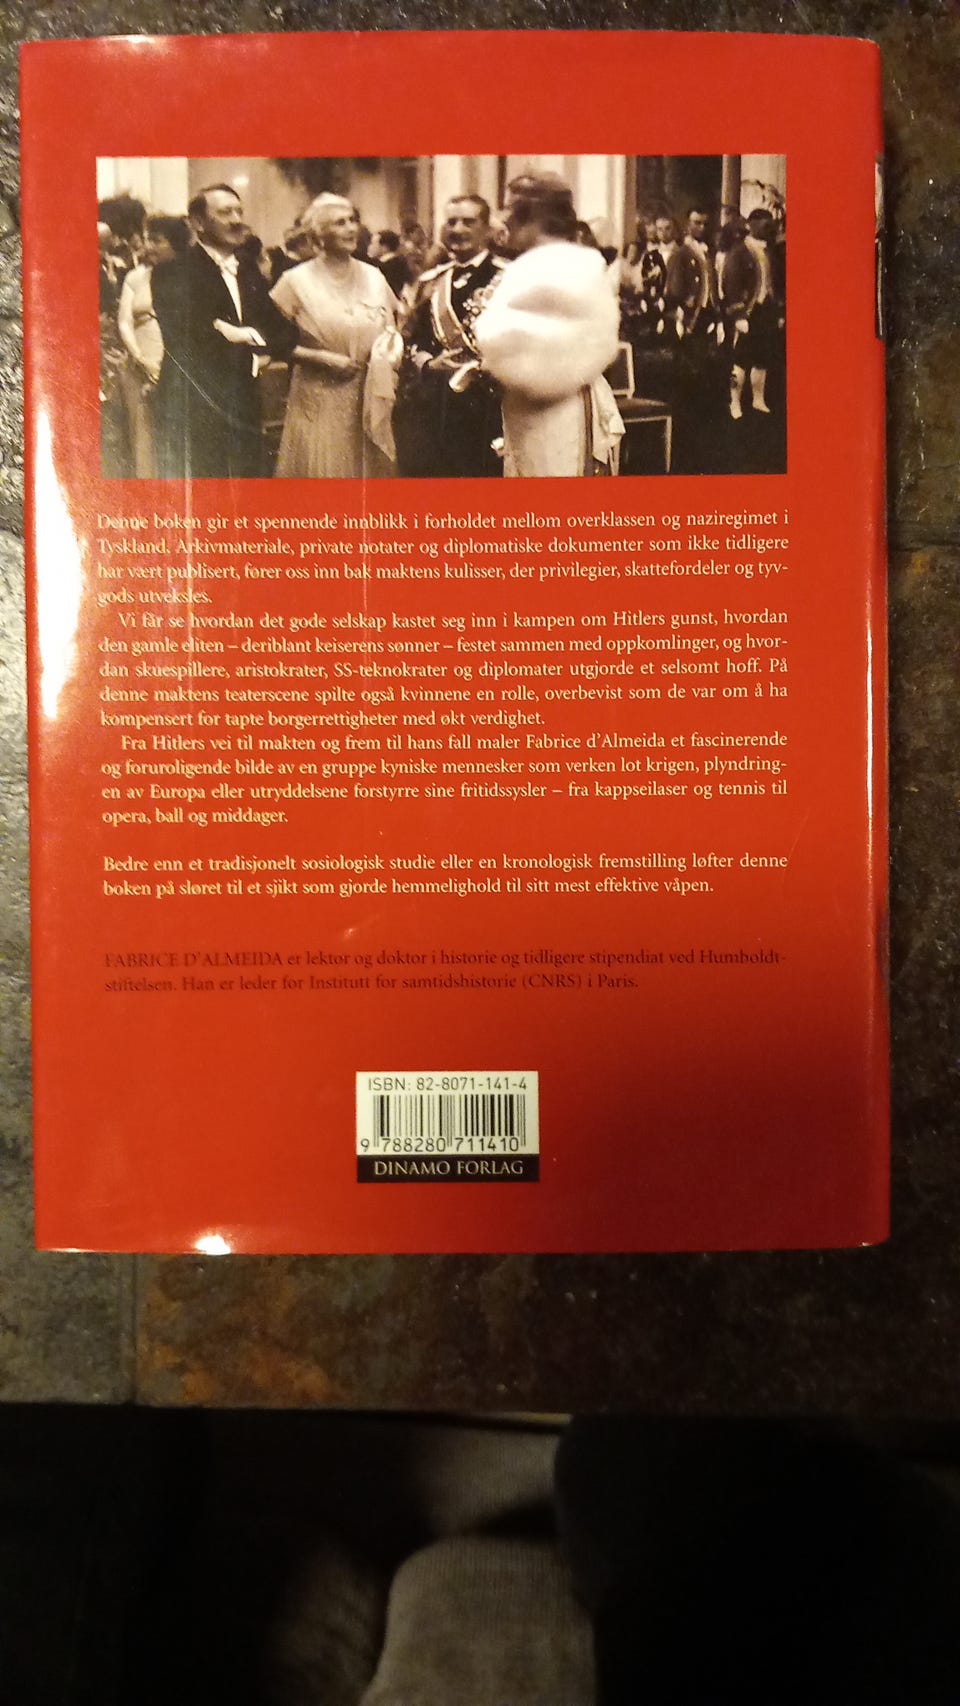 Denne boken gir et spennende innblikk i forholdet mellom overklassen og naziregimet i
Tyskland. Arkivmateriale, private notater og diplomatiske dokumenter som ikke tidligere
har vært publisert, fører oss inn bak maktens kulisser, der privilegier, skattefordeler og tyv-
gods utveksles.
Vi får se hvordan det gode selskap kastet seg inn i kampen om Hitlers gunst, hvordan
den gamle eliten – deriblant keiserens sønner – festet sammen med oppkomlinger, og hvor-
dan skuespillere, aristokrater, SS-teknokrater og diplomater utgjorde et selsomt hoff. På
denne maktens teaterscene spilte også kvinnene en rolle, overbevist som de var om å ha
kompensert for tapte borgerrettigheter med økt verdighet.
Fra Hitlers vei til makten og frem til hans fall maler Fabrice d'Almeida et fascinerende
og foruroligende bilde av en gruppe kyniske mennesker som verken lot krigen, plyndring-
en av Europa eller utryddelsene forstyrre sine fritidssysler – fra kappseilaser og tennis til
opera, ball og middager.
Bedre enn et tradisjonelt sosiologisk studie eller en kronologisk fremstilling løfter denne
boken på sløret til et sjikt som gjorde hemmelighold til sitt mest effektive våpen.
FABRICE D'ALMEIDA er lektor og doktor i historie og tidligere stipendiat ved Humboldt-
stiftelsen. Han er leder for Institutt for samtidshistorie (CNRS) i Paris.
ISBN: 82-8071-141-4
9 788280 711410
DINAMO FORLAG